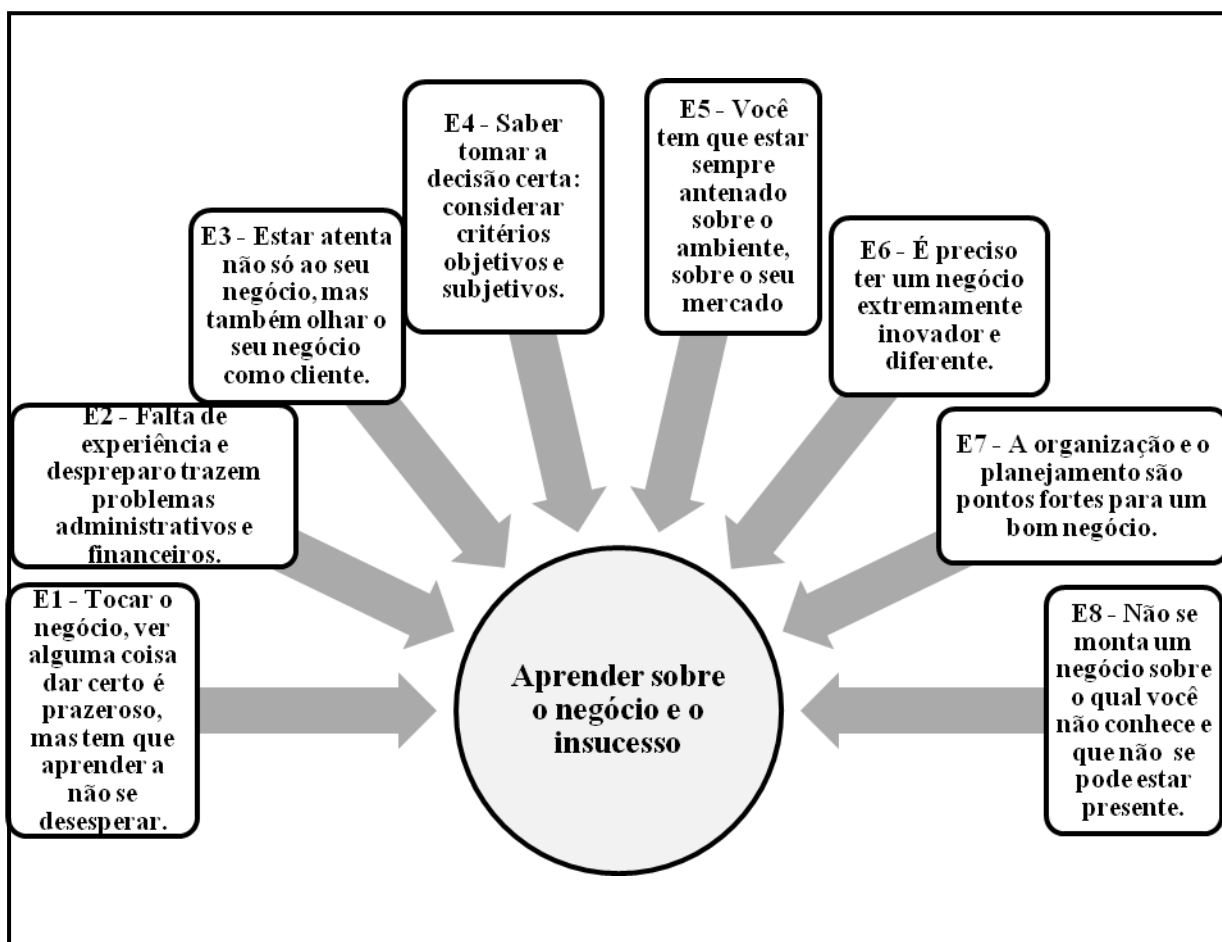 E1 - Tocar o
negócio, ver
alguma coisa
dar certo é
prazeroso,
mas tem que
aprender a
não se
desesperar.
E2 - Falta de
experiência e
despreparo trazem
problemas
administrativos e
financeiros.
E3 - Estar atenta
não só ao seu
negócio, mas
também olhar o
seu negócio
como cliente.
E4 - Saber
tomar a
decisão certa:
considerar
critérios
objetivos e
subjetivos.
E5 - Você
tem que estar
sempre
antenado
sobre o
ambiente,
sobre o seu
mercado
E6 - É preciso
ter um negócio
extremamente
inovador e
diferente.
E7 - A organização e o
planejamento são
pontos fortes para um
bom negócio.
E8 - Não se
monta um
negócio sobre
o qual você
não conhece e
que não se
pode estar
presente.
Aprender sobre
o negócio e o
insucesso